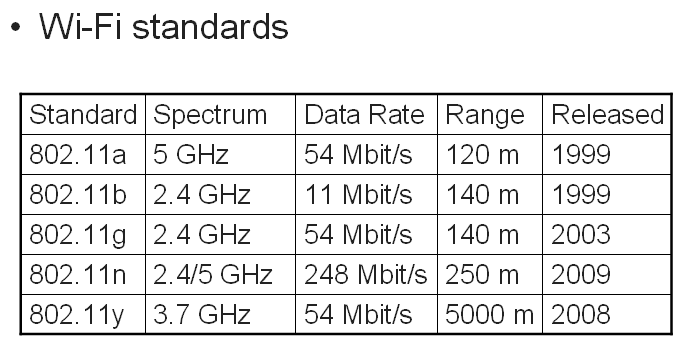 • Wi-Fi standards
Standard Spectrum Data Rate Range Released
802.11a 5 GHz 54 Mbit/s 120 m 1999
802.11b 2.4 GHz 11 Mbit/s 140 m 1999
802.11g 2.4 GHz 54 Mbit/s 140 m 2003
802.11n 2.4/5 GHz 248 Mbit/s 250 m 2009
802.11y 3.7 GHz 54 Mbit/s 5000 m 2008